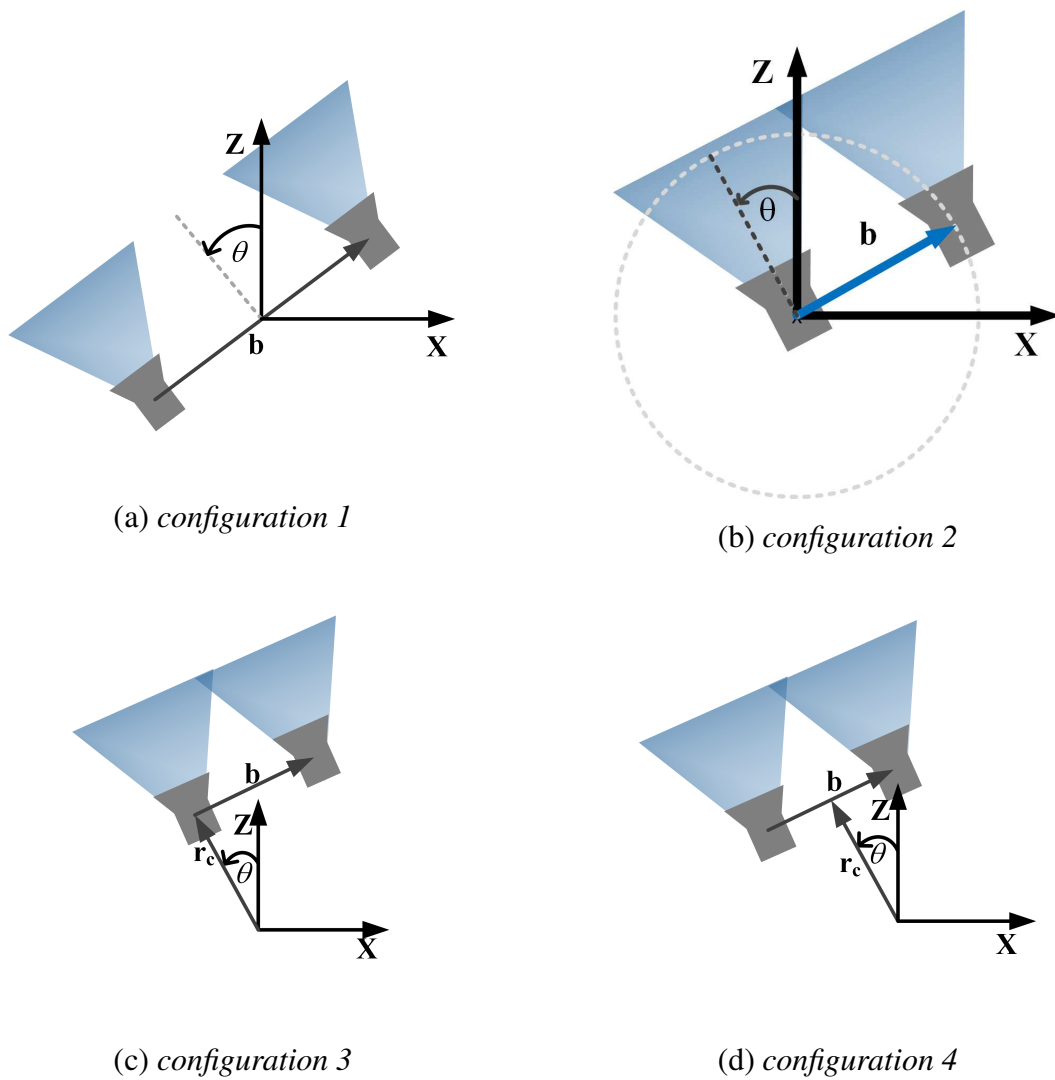 Z
θ
b
X
(a) configuration 1
Z
θ
b
X
(b) configuration 2
b
Z
r_c
θ
X
(c) configuration 3
b
Z
r_c
θ
X
(d) configuration 4